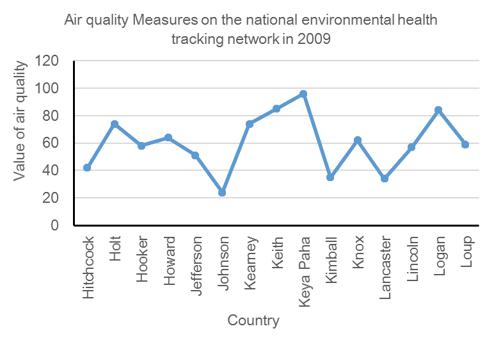 Air quality Measures on the national environmental health
tracking network in 2009
Value of air quality
120
100
80
60
40
20
0
Hitchcock
Holt
Hooker
Howard
Jefferson
Johnson
Kearney
Keith
Keya Paha
Kimball
Knox
Lancaster
Lincoln
Logan
Loup
Country